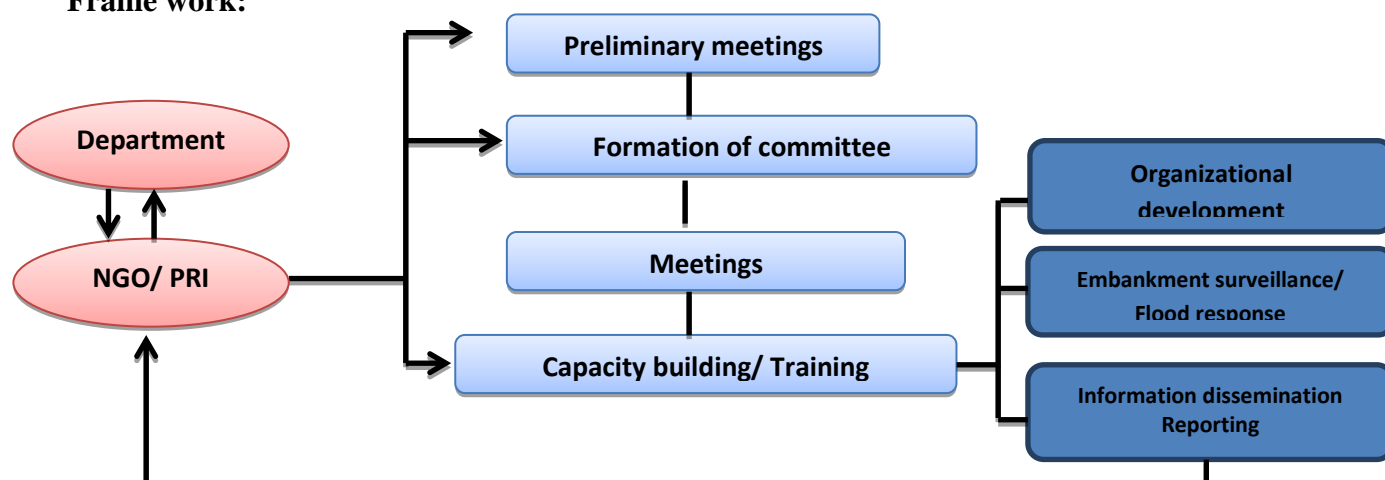 Frame work:
Preliminary meetings
Department
Formation of committee
Organizational
development
NGO/ PRI
Meetings
Embankment surveillance/
Flood response
Capacity building/ Training
Information dissemination
Reporting